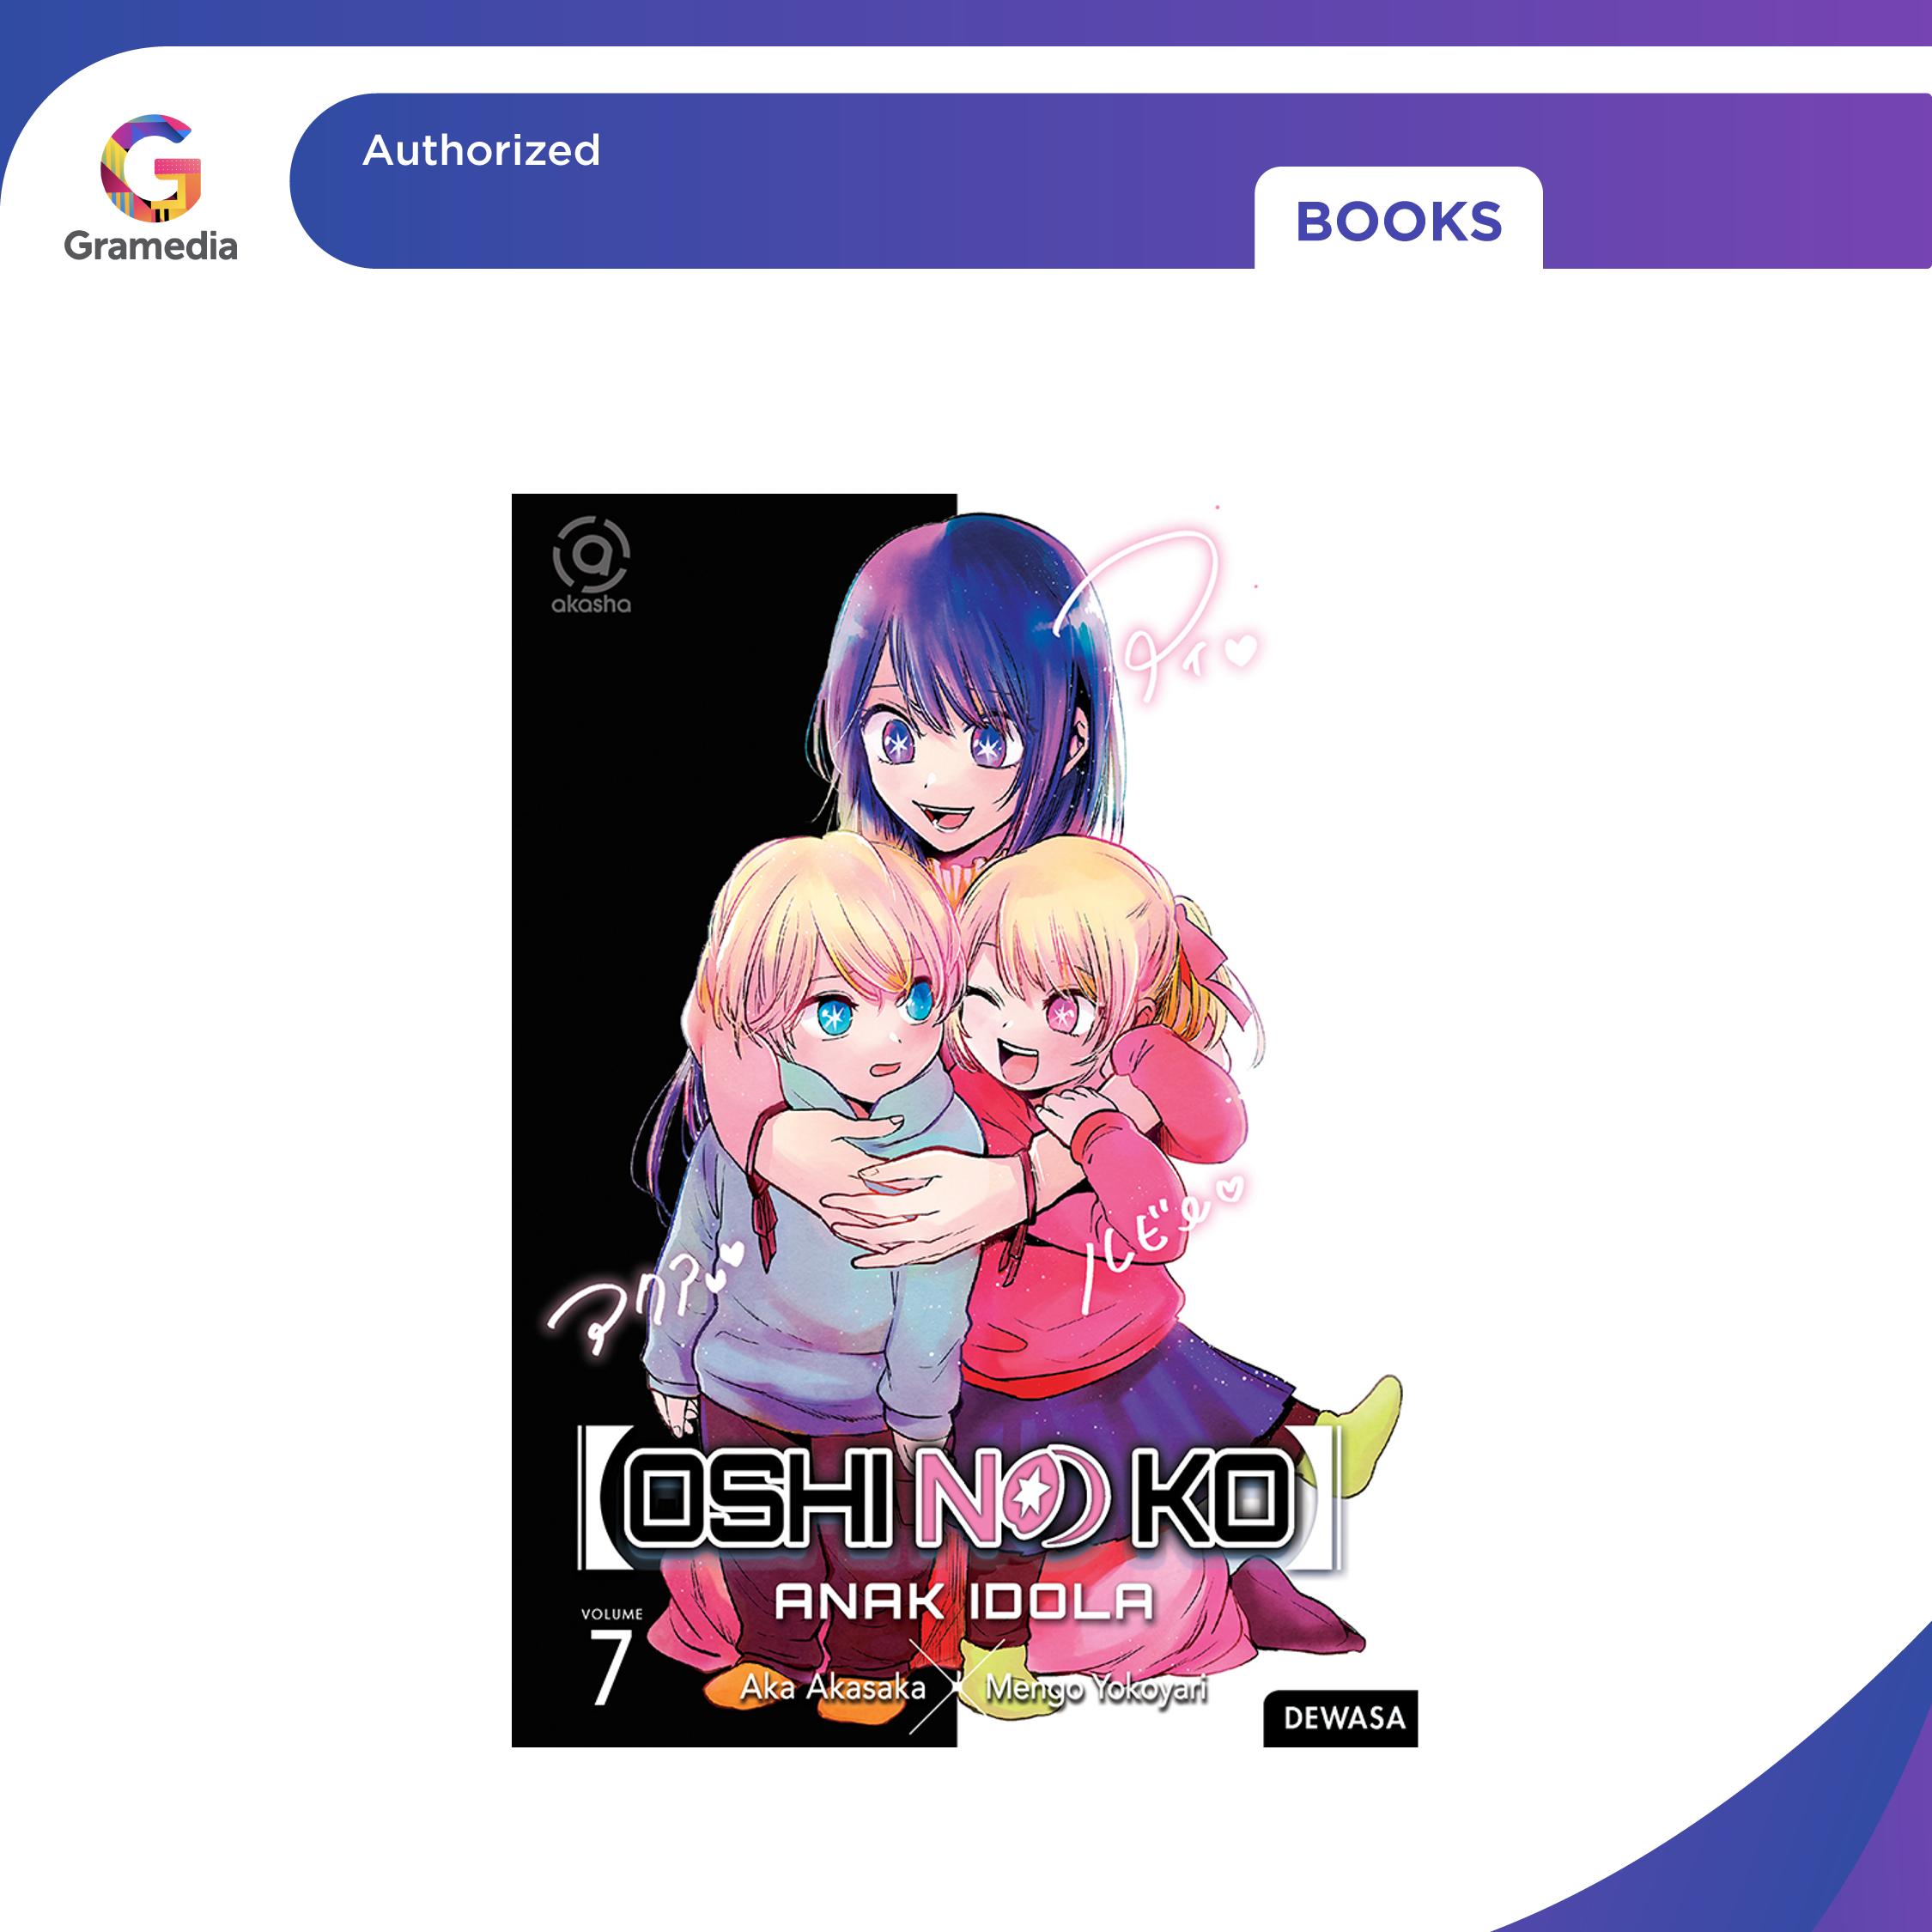 Gramedia
Authorized
BOOKS
akasha
アイ
アクア
ルビー
【OSHI NO KO】
ANAK IDOLA
VOLUME
7
Aka Akasaka × Mengo Yokoyari
DEWASA